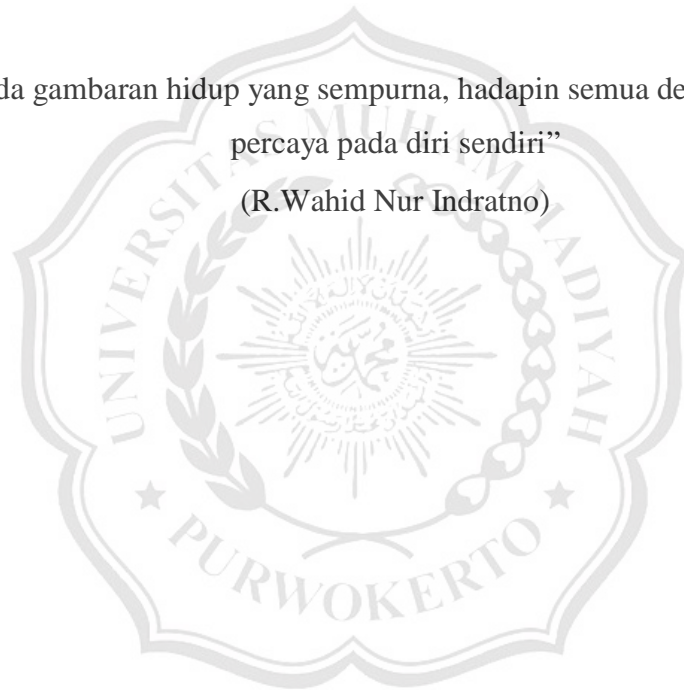 da gambaran hidup yang sempurna, hadapin semua de
percaya pada diri sendiri”
(R.Wahid Nur Indratno)
UNIVERSITAS MUHAMMADIYAH
PURWOKERTO